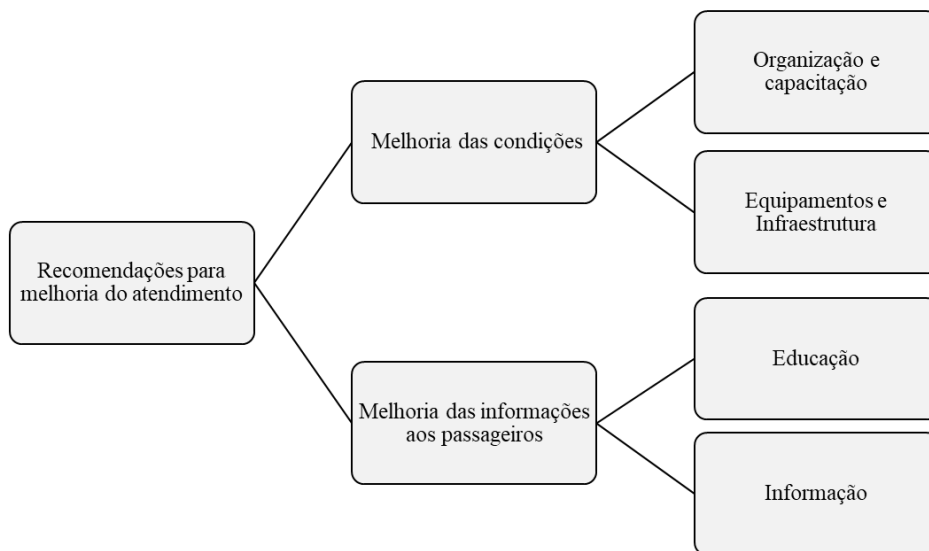 Recomendações para
melhoria do atendimento
Melhoria das condições
Organização e
capacitação
Equipamentos e
Infraestrutura
Melhoria das informações
aos passageiros
Educação
Informação